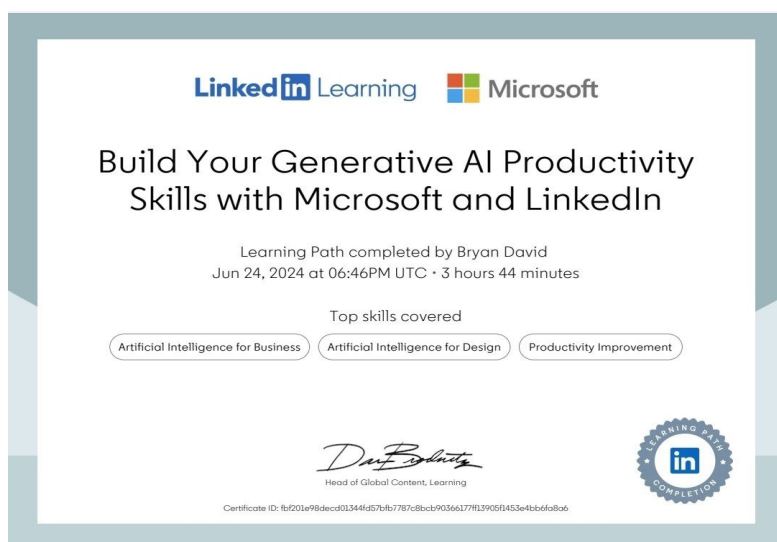 Linked in Learning Microsoft
Build Your Generative AI Productivity
Skills with Microsoft and LinkedIn
Learning Path completed by Bryan David
Jun 24, 2024 at 06:46PM UTC • 3 hours 44 minutes
Top skills covered
Artificial Intelligence for Business Artificial Intelligence for Design Productivity Improvement
Head of Global Content, Learning
LEARNING PATH
in
COMPLETION
Certificate ID: fbf201e98decd01344fd57bfb7787c8bcb90366177ff13905f1453e4bb6fa8a6